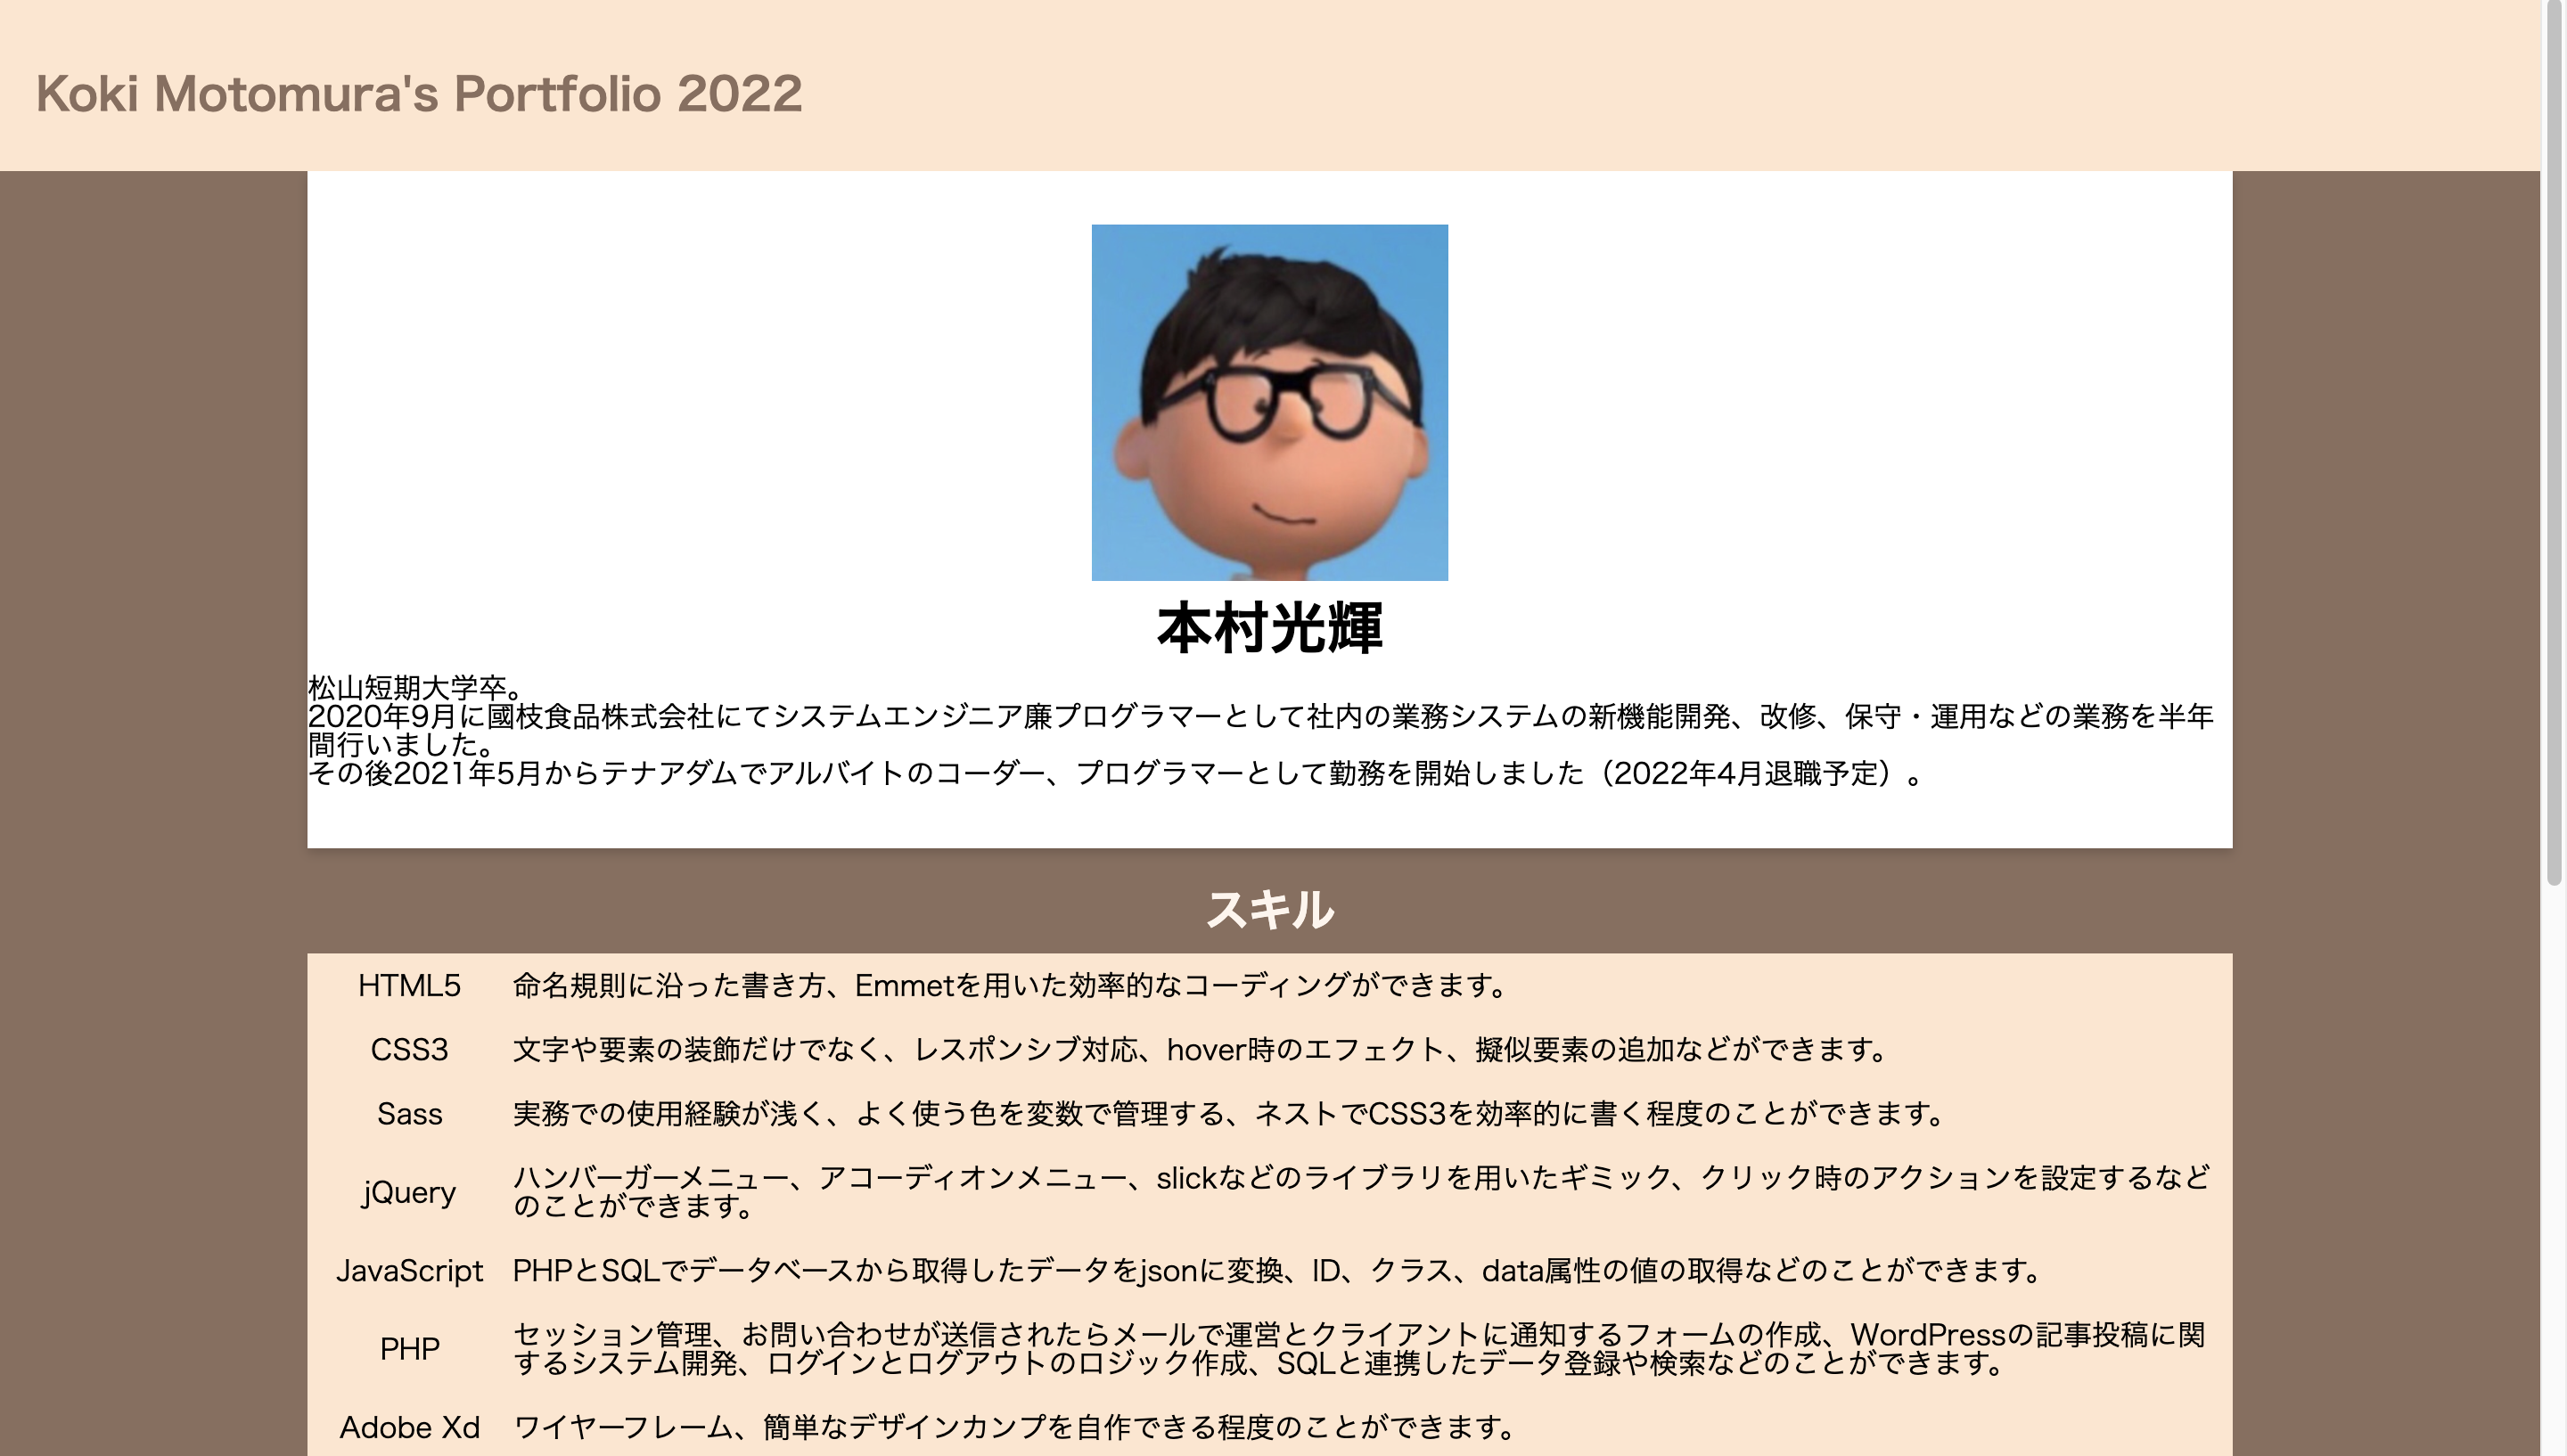 Koki Motomura's Portfolio 2022
本村光輝
松山短期大学卒。
2020年9月に國枝食品株式会社にてシステムエンジニア廉プログラマーとして社内の業務システムの新機能開発、改修、保守・運用などの業務を半年
間行いました。
その後2021年5月からテナアダムでアルバイトのコーダー、プログラマーとして勤務を開始しました（2022年4月退職予定）。
スキル
HTML5 命名規則に沿った書き方、Emmetを用いた効率的なコーディングができます。
CSS3 文字や要素の装飾だけでなく、レスポンシブ対応、hover時のエフェクト、擬似要素の追加などができます。
Sass 実務での使用経験が浅く、よく使う色を変数で管理する、ネストでCSS3を効率的に書く程度のことができます。
jQuery ハンバーガーメニュー、アコーディオンメニュー、slickなどのライブラリを用いたギミック、クリック時のアクションを設定するなど
のことができます。
JavaScript PHPとSQLでデータベースから取得したデータをjsonに変換、ID、クラス、data属性の値の取得などのことができます。
PHP セッション管理、お問い合わせが送信されたらメールで運営とクライアントに通知するフォームの作成、WordPressの記事投稿に関
するシステム開発、ログインとログアウトのロジック作成、SQLと連携したデータ登録や検索などのことができます。
Adobe Xd ワイヤーフレーム、簡単なデザインカンプを自作できる程度のことができます。